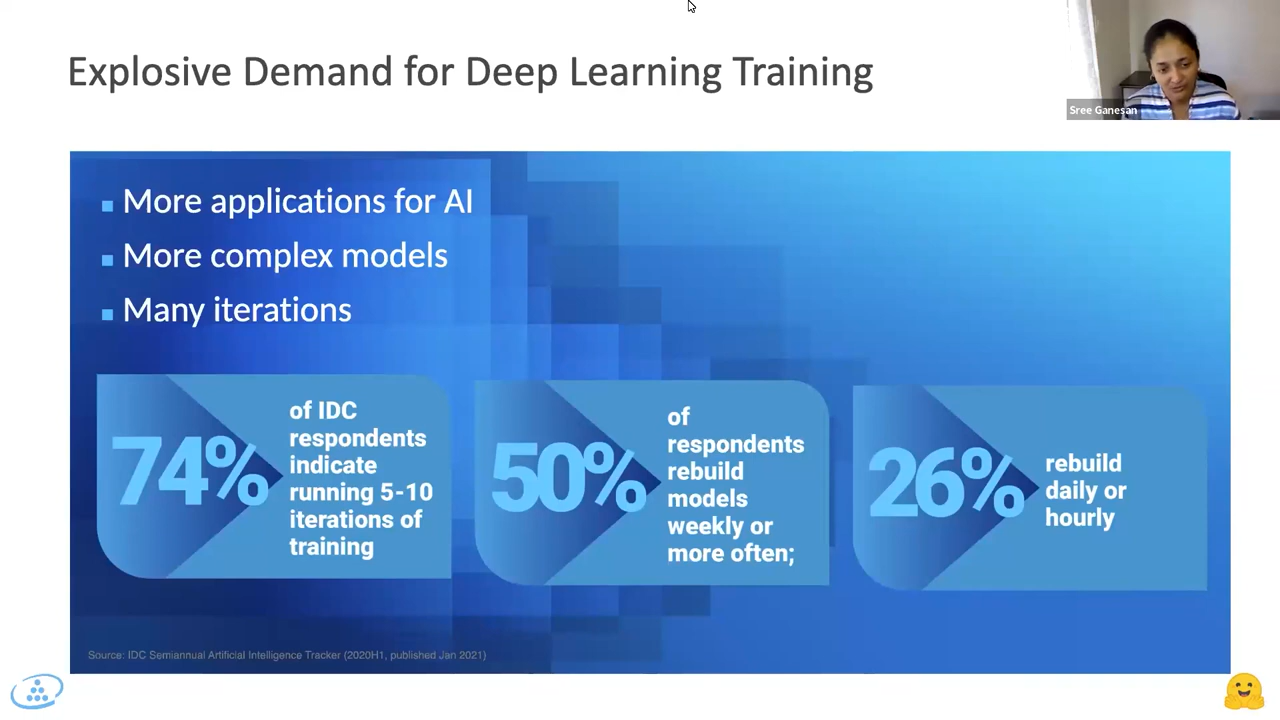 Explosive Demand for Deep Learning Training
Sree Ganesan
More applications for AI
More complex models
Many iterations
74%
of IDC
respondents
indicate
running 5-10
iterations of
training
50%
of
respondents
rebuild
models
weekly or
more often;
26%
rebuild
daily or
hourly
Source: IDC Semiannual Artificial Intelligence Tracker (2020H1, published Jan 2021)